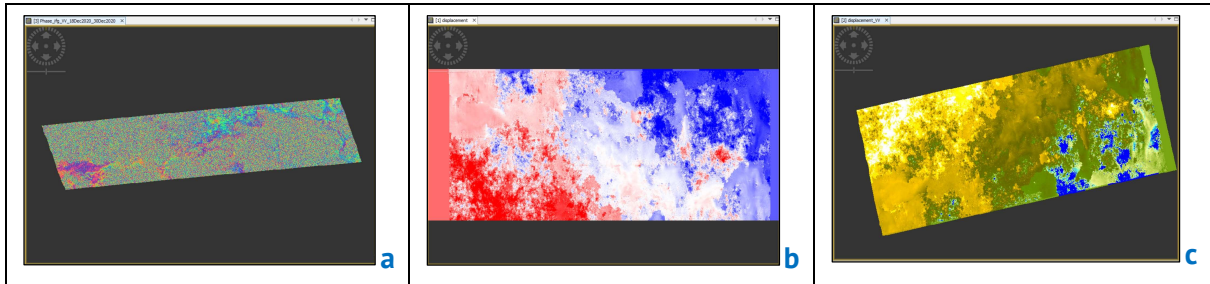 [3] Phase_ifg_VV_18Dec2020_30Dec2020
a
[1] displacement
b
[2] displacement_VV
c